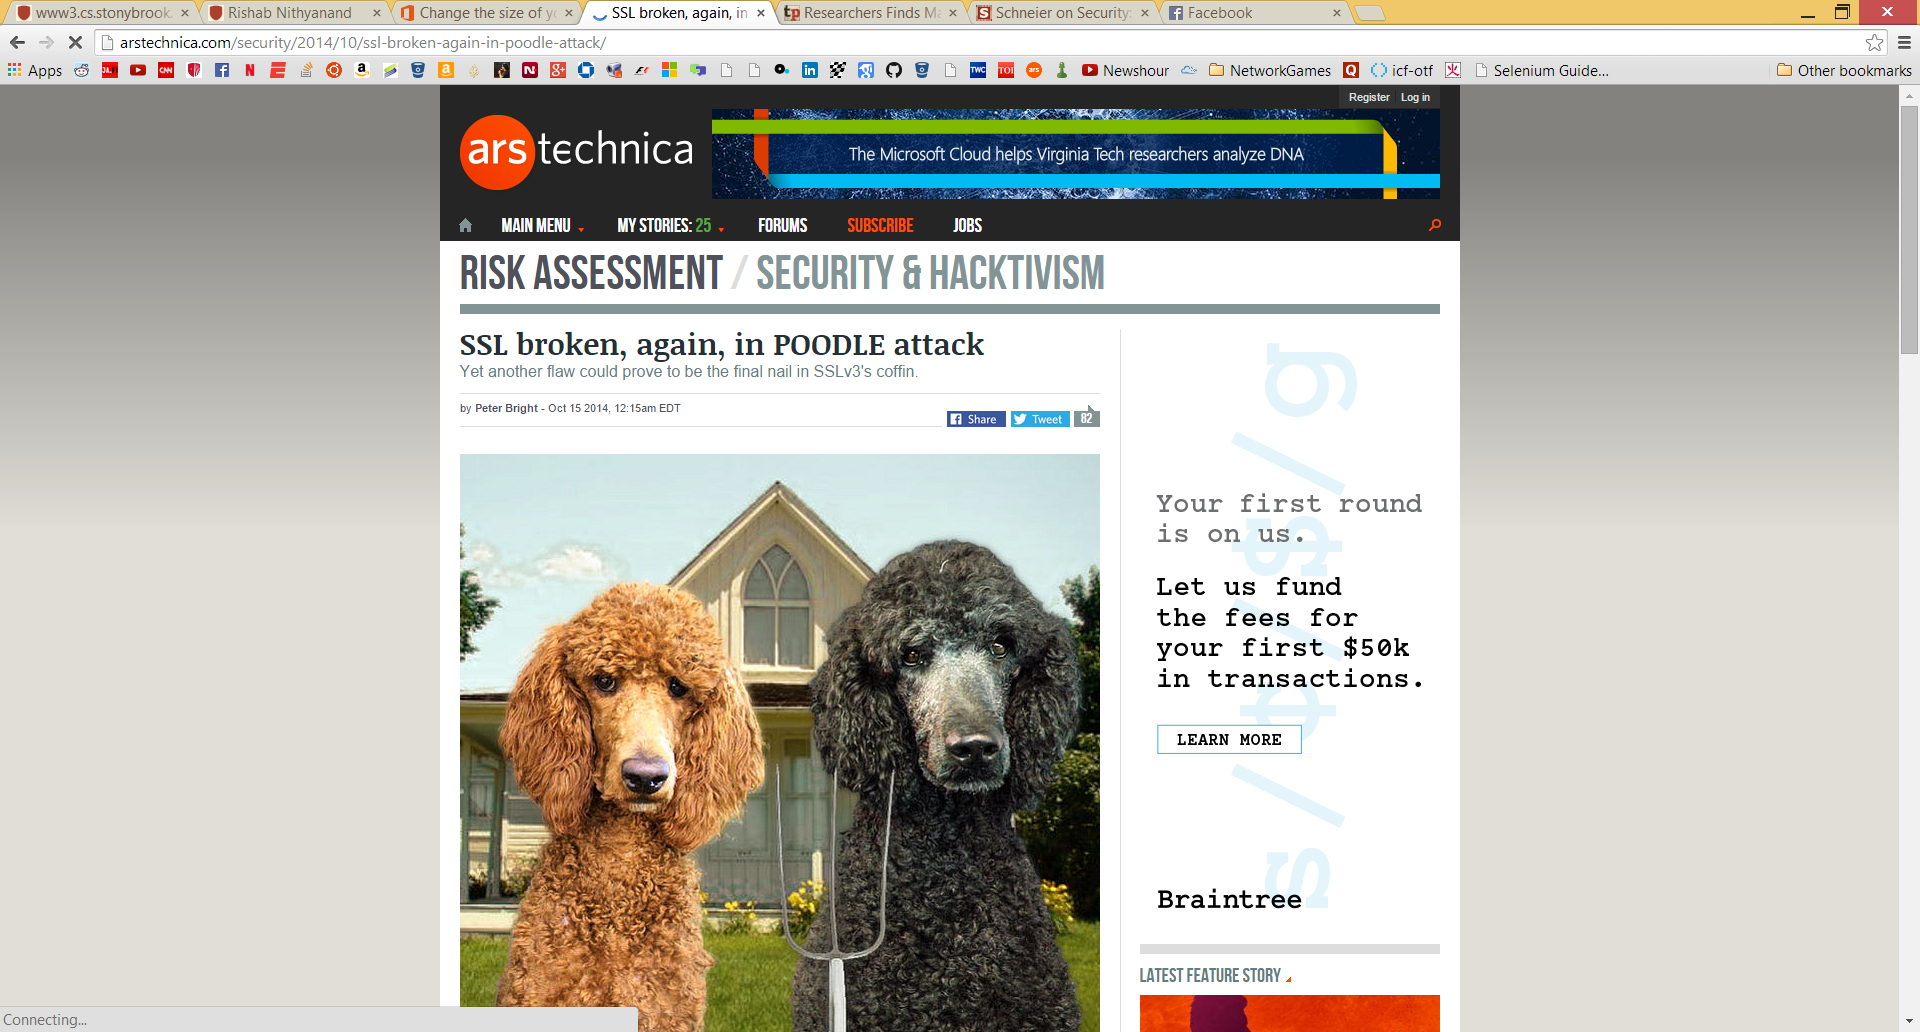 www3.cs.stonybrook.
Rishab Nithyanand
Change the size of y
SSL broken, again, in
Researchers Finds M
Schneier on Security:
Facebook
arstechnica.com/security/2014/10/ssl-broken-again-in-poodle-attack/
Apps
Newshour
NetworkGames
icf-otf
Selenium Guide...
Other bookmarks
Register
Log in
ars technica
The Microsoft Cloud helps Virginia Tech researchers analyze DNA
MAIN MENU
MY STORIES: 25
FORUMS
SUBSCRIBE
JOBS
RISK ASSESSMENT / SECURITY & HACKTIVISM
SSL broken, again, in POODLE attack
Yet another flaw could prove to be the final nail in SSLv3's coffin.
by Peter Bright - Oct 15 2014, 12:15am EDT
Share
Tweet
82
Your first round
is on us.
Let us fund
the fees for
your first $50k
in transactions.
LEARN MORE
Braintree
LATEST FEATURE STORY
Connecting...